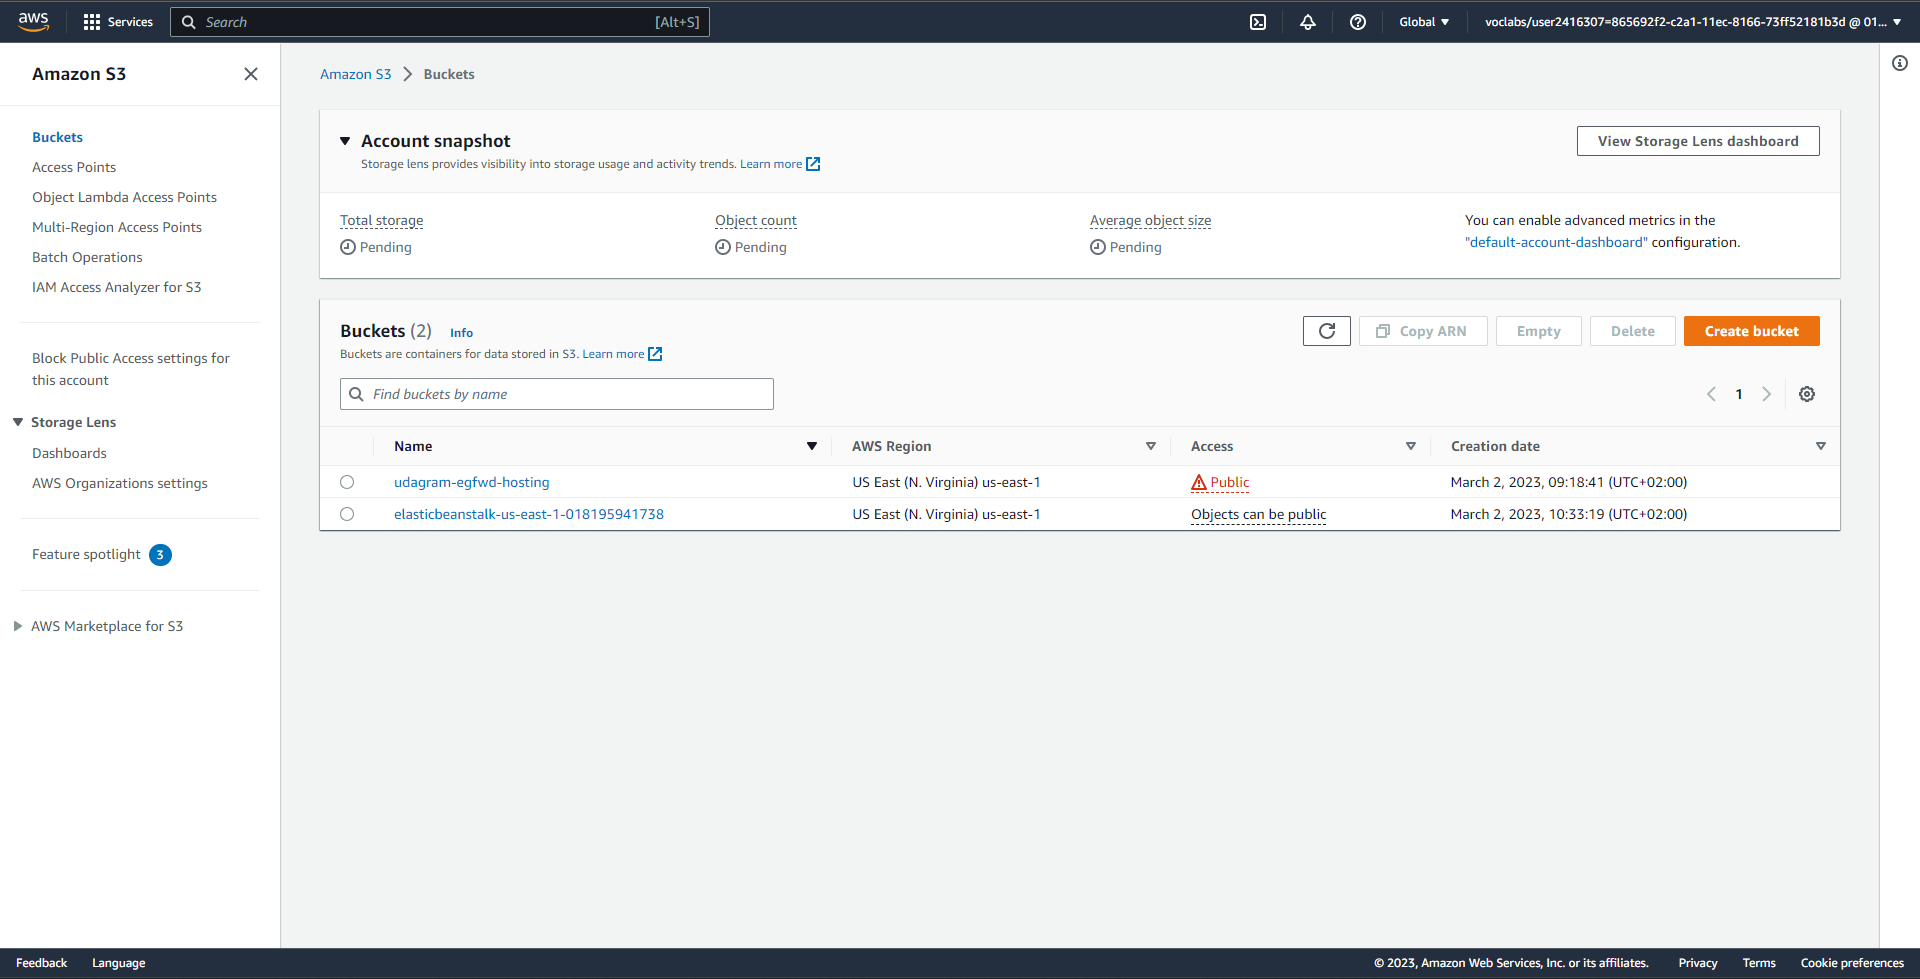 aws
Services
Search
[Alt+S]
Global
voclabs/user2416307=865692f2-c2a1-11ec-8166-73ff52181b3d @ 01...
Amazon S3
Buckets
Access Points
Object Lambda Access Points
Multi-Region Access Points
Batch Operations
IAM Access Analyzer for S3
Block Public Access settings for
this account
Storage Lens
Dashboards
AWS Organizations settings
Feature spotlight 3
AWS Marketplace for S3
Amazon S3 > Buckets
Account snapshot
Storage lens provides visibility into storage usage and activity trends. Learn more
View Storage Lens dashboard
Total storage
Pending
Object count
Pending
Average object size
Pending
You can enable advanced metrics in the
"default-account-dashboard" configuration.
Buckets (2) Info
Buckets are containers for data stored in S3. Learn more
Copy ARN
Empty
Delete
Create bucket
Find buckets by name
1
Name AWS Region Access Creation date
udagram-egfwd-hosting US East (N. Virginia) us-east-1 Public March 2, 2023, 09:18:41 (UTC+02:00)
elasticbeanstalk-us-east-1-018195941738 US East (N. Virginia) us-east-1 Objects can be public March 2, 2023, 10:33:19 (UTC+02:00)
Feedback Language © 2023, Amazon Web Services, Inc. or its affiliates. Privacy Terms Cookie preferences